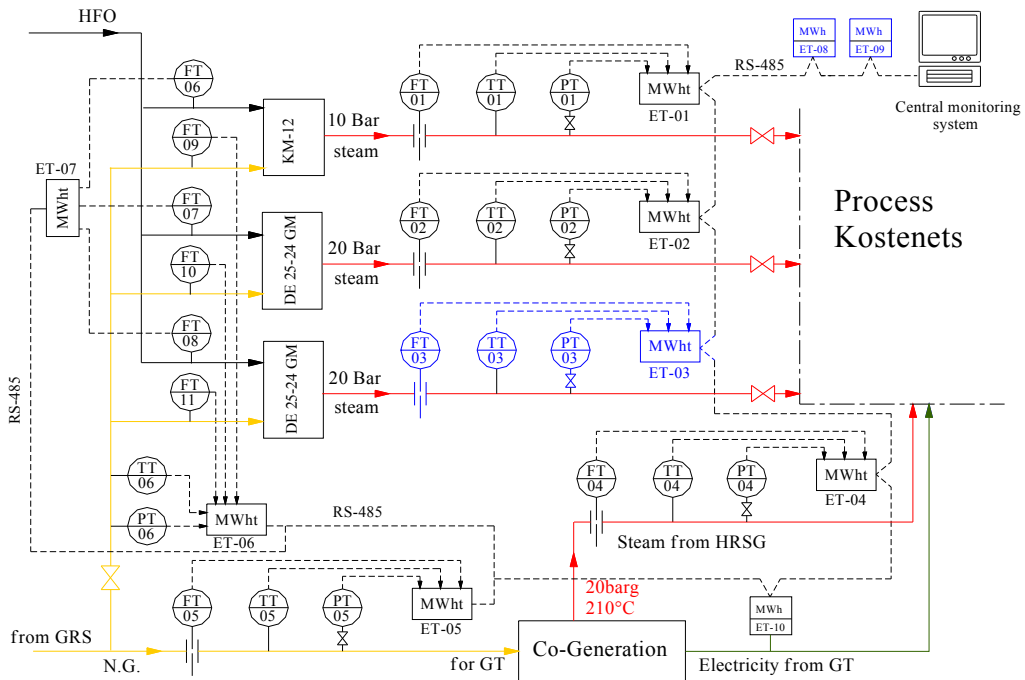 HFO
FT
06
FT
01
TT
01
PT
01
MWht
ET-01
RS-485
MWh
ET-08
MWh
ET-09
Central monitoring
system
FT
09
KM-12
10 Bar
steam
ET-07
MWht
FT
07
FT
10
DE 25-24 GM
20 Bar
steam
FT
02
TT
02
PT
02
MWht
ET-02
Process
Kostenets
FT
08
FT
11
DE 25-24 GM
20 Bar
steam
FT
03
TT
03
PT
03
MWht
ET-03
RS-485
TT
06
PT
06
MWht
ET-06
RS-485
FT
04
TT
04
PT
04
MWht
ET-04
Steam from HRSG
20barg
210°C
FT
05
TT
05
PT
05
MWht
ET-05
MWh
ET-10
from GRS
N.G.
for GT
Co-Generation
Electricity from GT